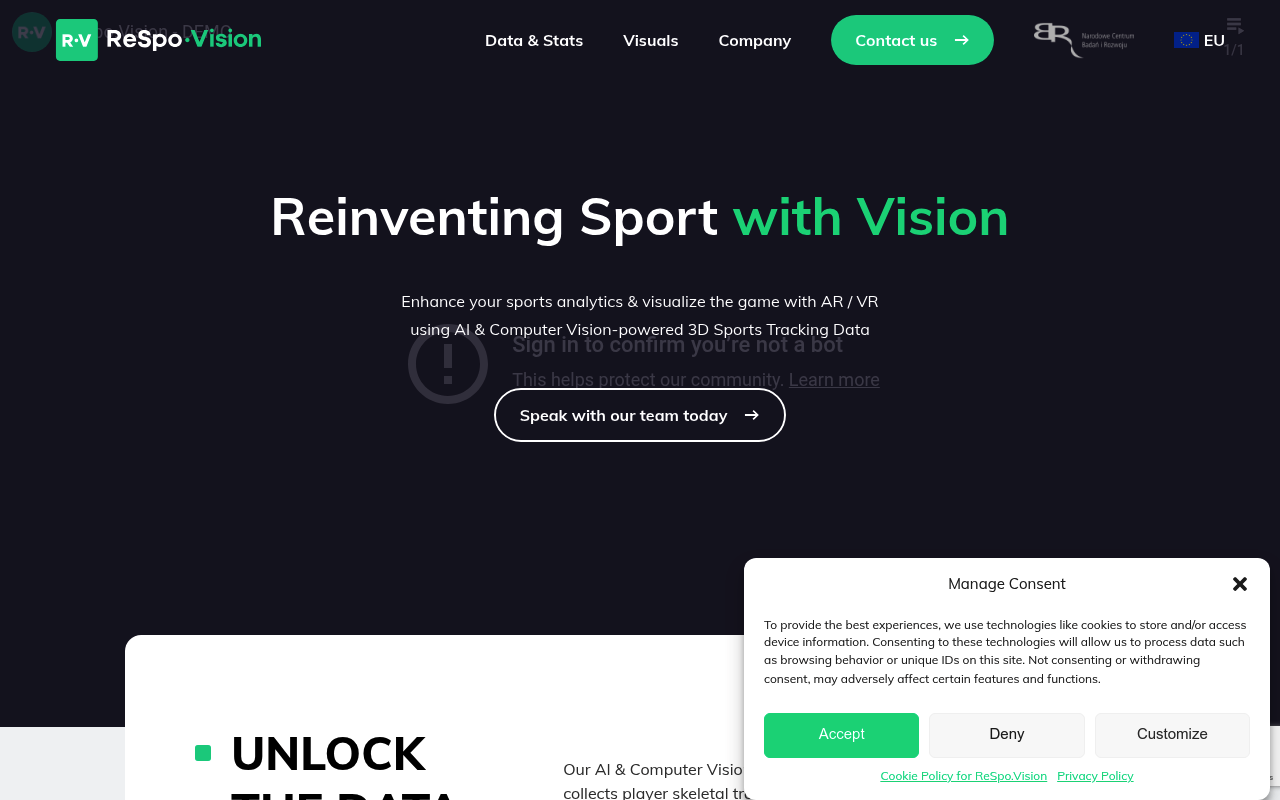 R·V ReSpo·Vision
Data & Stats
Visuals
Company
Contact us
Narodowe Centrum
Badań i Rozwoju
EU
1/1
Reinventing Sport with Vision
Enhance your sports analytics & visualize the game with AR / VR
using AI & Computer Vision-powered 3D Sports Tracking Data
Sign in to confirm you're not a bot
This helps protect our community. Learn more
Speak with our team today
UNLOCK
THE DATA
Our AI & Computer Visio
collects player skeletal tr
Manage Consent
To provide the best experiences, we use technologies like cookies to store and/or access
device information. Consenting to these technologies will allow us to process data such
as browsing behavior or unique IDs on this site. Not consenting or withdrawing
consent, may adversely affect certain features and functions.
Accept
Deny
Customize
Cookie Policy for ReSpo.Vision
Privacy Policy